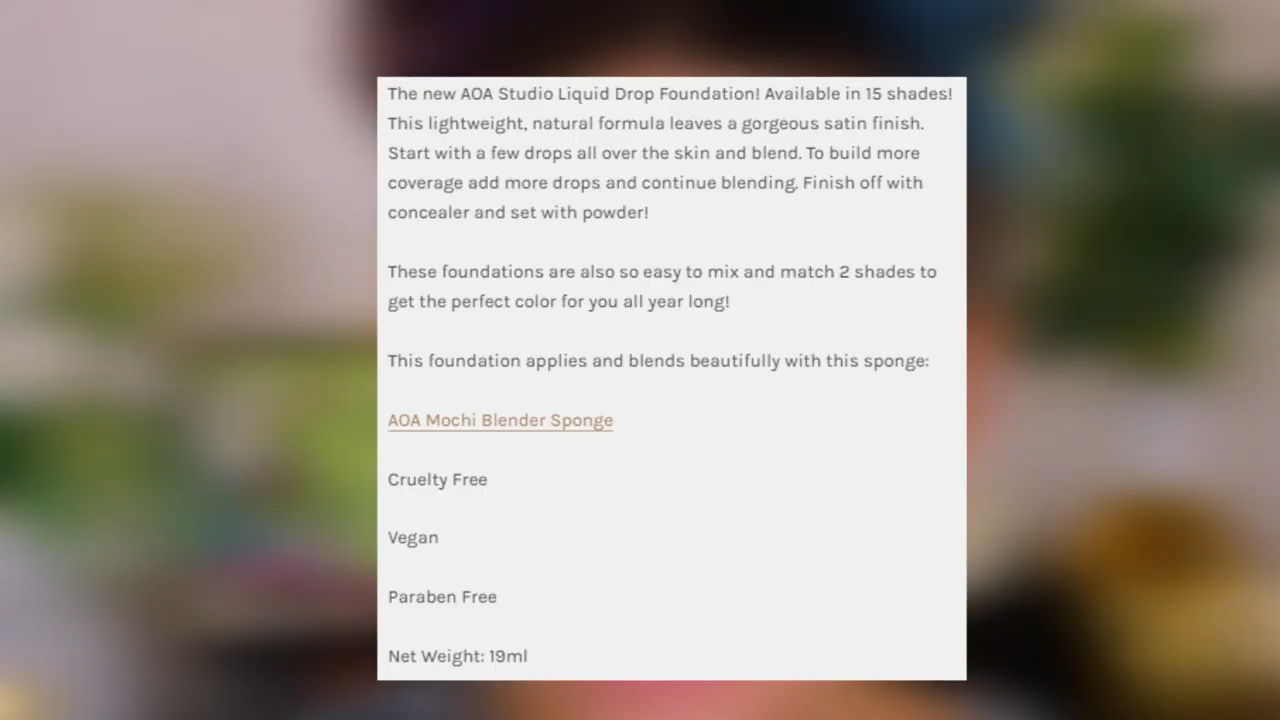 The new AOA Studio Liquid Drop Foundation! Available in 15 shades!
This lightweight, natural formula leaves a gorgeous satin finish.
Start with a few drops all over the skin and blend. To build more
coverage add more drops and continue blending. Finish off with
concealer and set with powder!
These foundations are also so easy to mix and match 2 shades to
get the perfect color for you all year long!
This foundation applies and blends beautifully with this sponge:
AOA Mochi Blender Sponge
Cruelty Free
Vegan
Paraben Free
Net Weight: 19ml